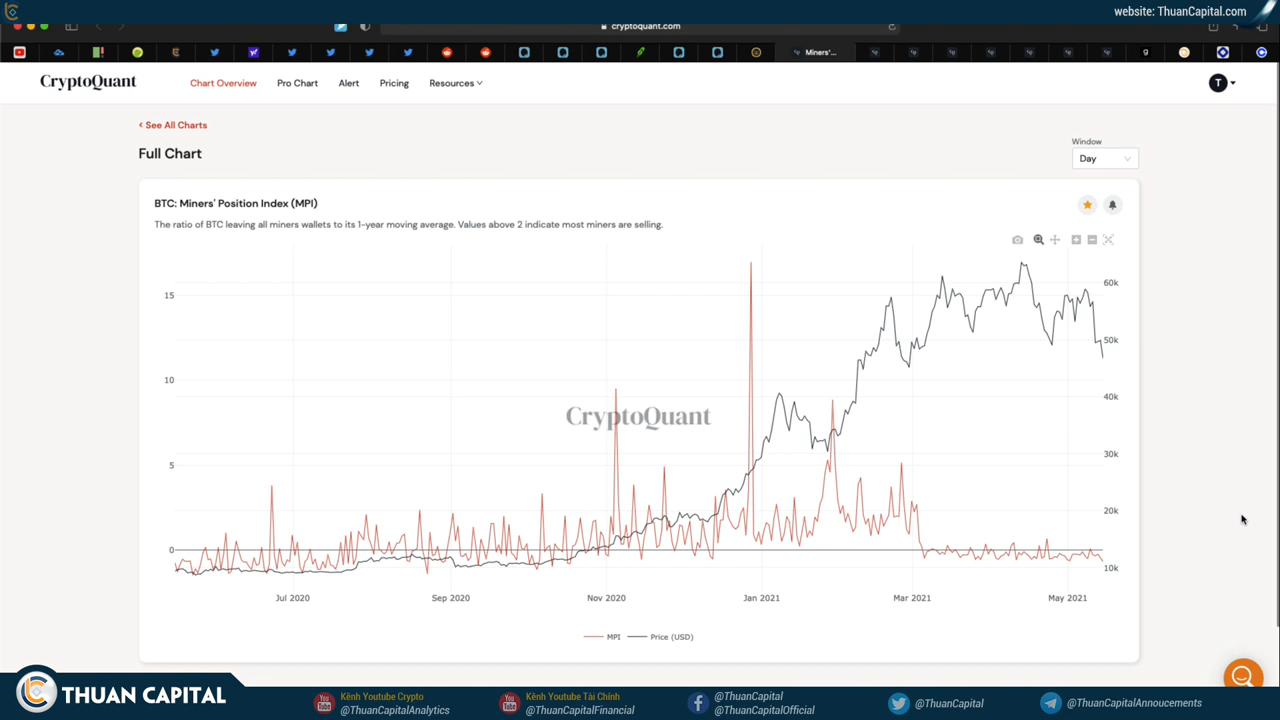 website: ThuanCapital.com
cryptoquant.com
Miners'...
CryptoQuant
Chart Overview
Pro Chart
Alert
Pricing
Resources
T
< See All Charts
Full Chart
Window
Day
BTC: Miners' Position Index (MPI)
The ratio of BTC leaving all miners wallets to its 1-year moving average. Values above 2 indicate most miners are selling.
15
10
5
0
60k
50k
40k
30k
20k
10k
CryptoQuant
Jul 2020
Sep 2020
Nov 2020
Jan 2021
Mar 2021
May 2021
MPI
Price (USD)
THUAN CAPITAL
Kênh Youtube Crypto
@ThuanCapitalAnalytics
Kênh Youtube Tài Chính
@ThuanCapitalFinancial
@ThuanCapital
@ThuanCapitalOfficial
@ThuanCapital
@ThuanCapitalAnnoucements